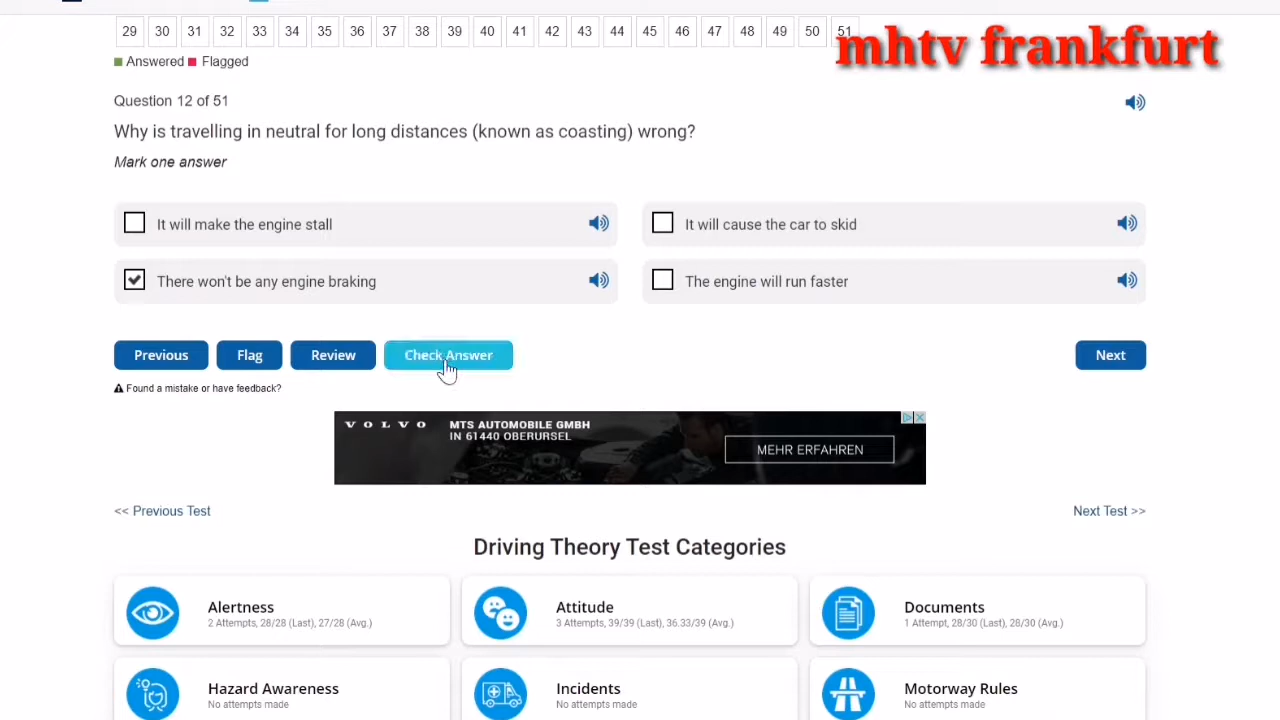 29 30 31 32 33 34 35 36 37 38 39 40 41 42 43 44 45 46 47 48 49 50 51
mhtv frankfurt
Answered Flagged
Question 12 of 51
Why is travelling in neutral for long distances (known as coasting) wrong?
Mark one answer
It will make the engine stall
It will cause the car to skid
There won't be any engine braking
The engine will run faster
Previous Flag Review Check Answer Next
Found a mistake or have feedback?
VOLVO
MTS AUTOMOBILE GMBH
IN 61440 OBERURSEL
MEHR ERFAHREN
<< Previous Test
Next Test >>
Driving Theory Test Categories
Alertness
2 Attempts, 28/28 (Last), 27/28 (Avg.)
Attitude
3 Attempts, 39/39 (Last), 36.33/39 (Avg.)
Documents
1 Attempt, 28/30 (Last), 28/30 (Avg.)
Hazard Awareness
No attempts made
Incidents
No attempts made
Motorway Rules
No attempts made